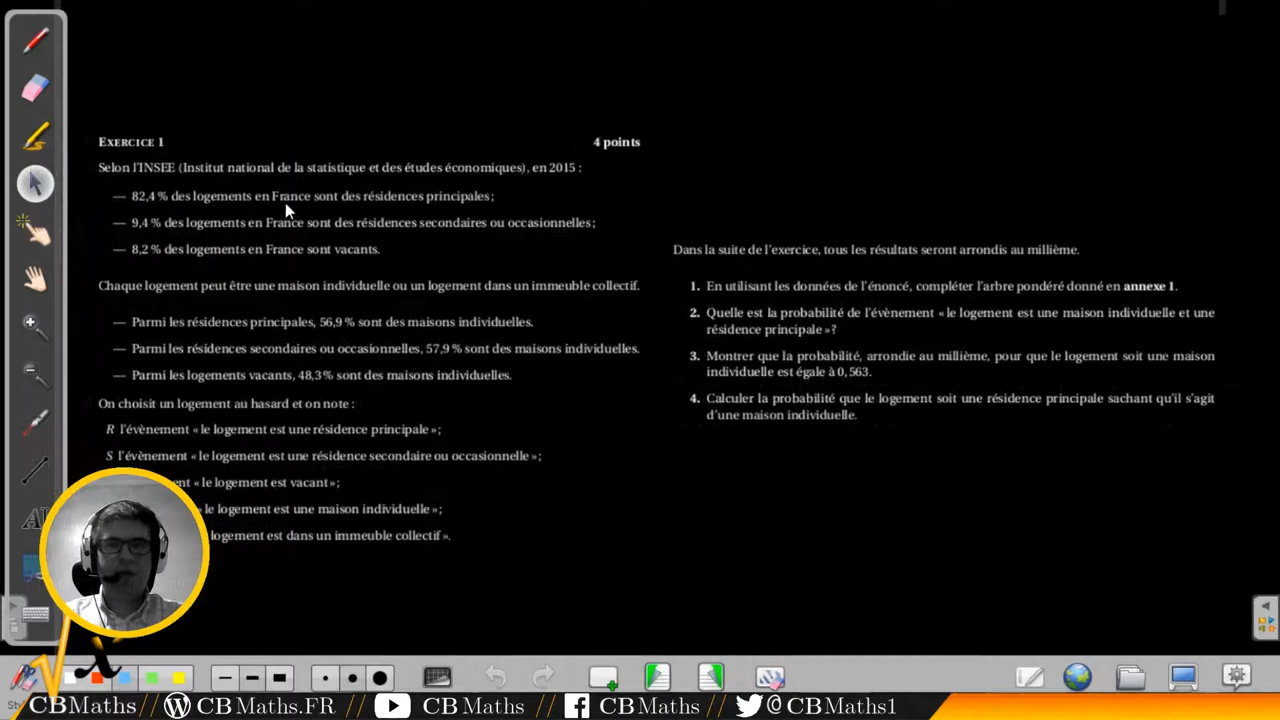 EXERCICE 1 4 points
Selon l'INSEE (Institut national de la statistique et des études économiques), en 2015 :
— 82,4 % des logements en France sont des résidences principales ;
— 9,4 % des logements en France sont des résidences secondaires ou occasionnelles ;
— 8,2 % des logements en France sont vacants.
Chaque logement peut être une maison individuelle ou un logement dans un immeuble collectif.
— Parmi les résidences principales, 56,9 % sont des maisons individuelles.
— Parmi les résidences secondaires ou occasionnelles, 57,9 % sont des maisons individuelles.
— Parmi les logements vacants, 48,3 % sont des maisons individuelles.
On choisit un logement au hasard et on note :
R l'évènement « le logement est une résidence principale » ;
S l'évènement « le logement est une résidence secondaire ou occasionnelle » ;
« le logement est vacant » ;
le logement est une maison individuelle » ;
logement est dans un immeuble collectif ».
Dans la suite de l'exercice, tous les résultats seront arrondis au millième.
1. En utilisant les données de l'énoncé, compléter l'arbre pondéré donné en annexe 1.
2. Quelle est la probabilité de l'évènement « le logement est une maison individuelle et une
résidence principale » ?
3. Montrer que la probabilité, arrondie au millième, pour que le logement soit une maison
individuelle est égale à 0,563.
4. Calculer la probabilité que le logement soit une résidence principale sachant qu'il s'agit
d'une maison individuelle.
CBMaths // CBMaths.FR // CBMaths // CBMaths // @CBMaths1